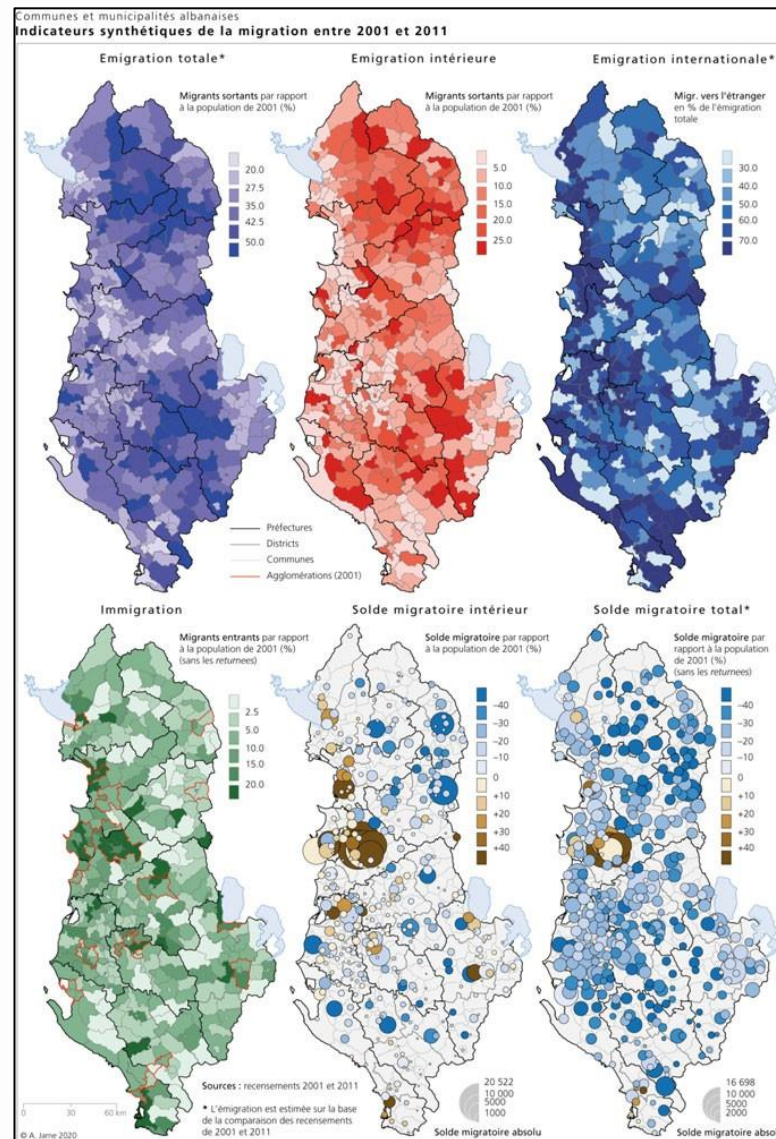 Communes et municipalités albanaises
Indicateurs synthétiques de la migration entre 2001 et 2011
Emigration totale*
Migrants sortants par rapport
à la population de 2001 (%)
20.0
27.5
35.0
42.5
50.0
Emigration intérieure
Migrants sortants par rapport
à la population de 2001 (%)
5.0
10.0
15.0
20.0
25.0
Emigration internationale*
Migr. vers l'étranger
en % de l'émigration
totale
30.0
40.0
50.0
60.0
70.0
Préfectures
Districts
Communes
Agglomérations (2001)
Immigration
Migrants entrants par rapport
à la population de 2001 (%)
(sans les returnees)
2.5
5.0
10.0
15.0
20.0
Solde migratoire intérieur
Solde migratoire par rapport
à la population de 2001 (%)
-40
-30
-20
-10
0
+10
+20
+30
+40
Solde migratoire total*
Solde migratoire par
rapport à la population
de 2001 (%)
(sans les returnees)
-40
-30
-20
-10
0
+10
+20
+30
+40
0 30 60 km
© A. Jarne 2020
Sources : recensements 2001 et 2011
* L'émigration est estimée sur la base
de la comparaison des recensements
de 2001 et 2011
20 522
10 000
5000
1000
Solde migratoire absolu
16 698
10 000
5000
2000
Solde migratoire absolu